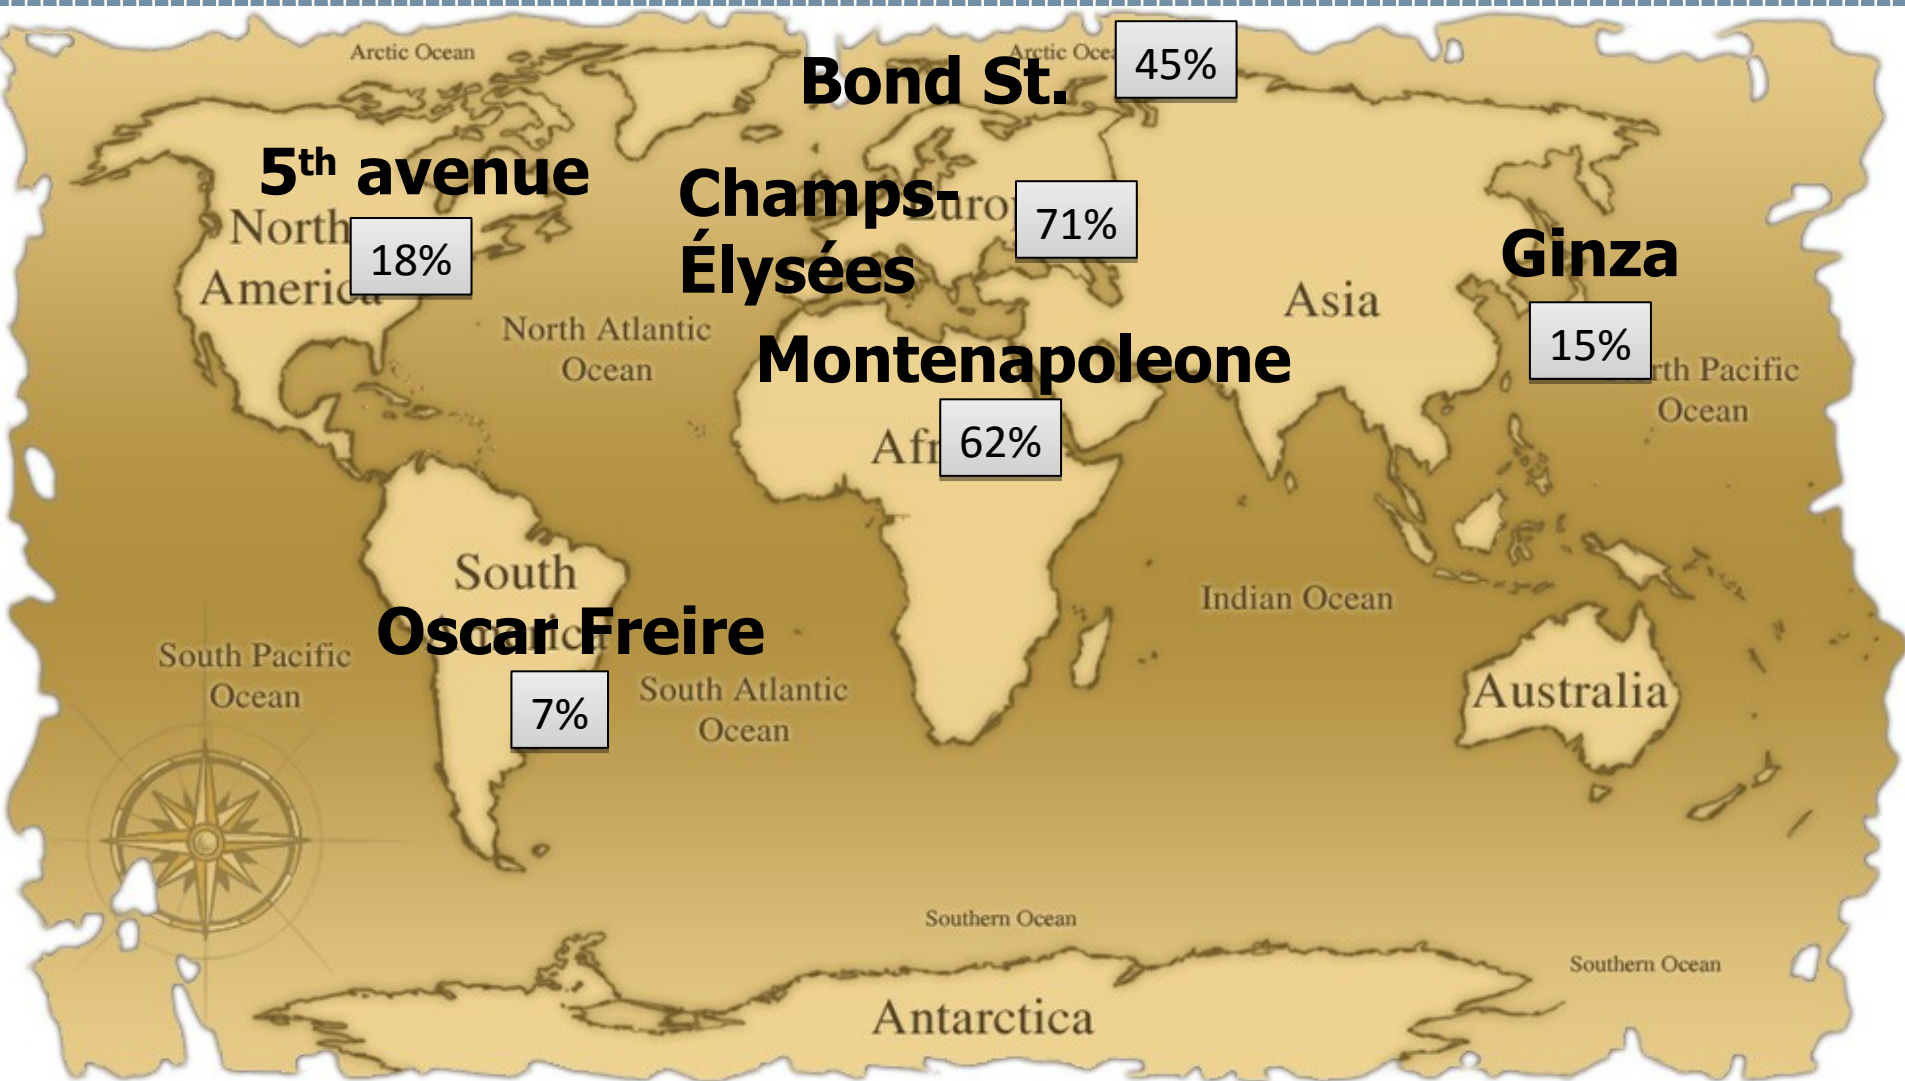 Arctic Ocean
Arctic
45%
Bond St.
5th avenue
North
America
18%
Champs-
Élysées
71%
Ginza
15%
Asia
North Atlantic
Ocean
Montenapoleone
62%
Pacific
Ocean
South
Oscar Freire
7%
Indian Ocean
South Pacific
Ocean
South Atlantic
Ocean
Australia
Southern Ocean
Southern Ocean
Antarctica